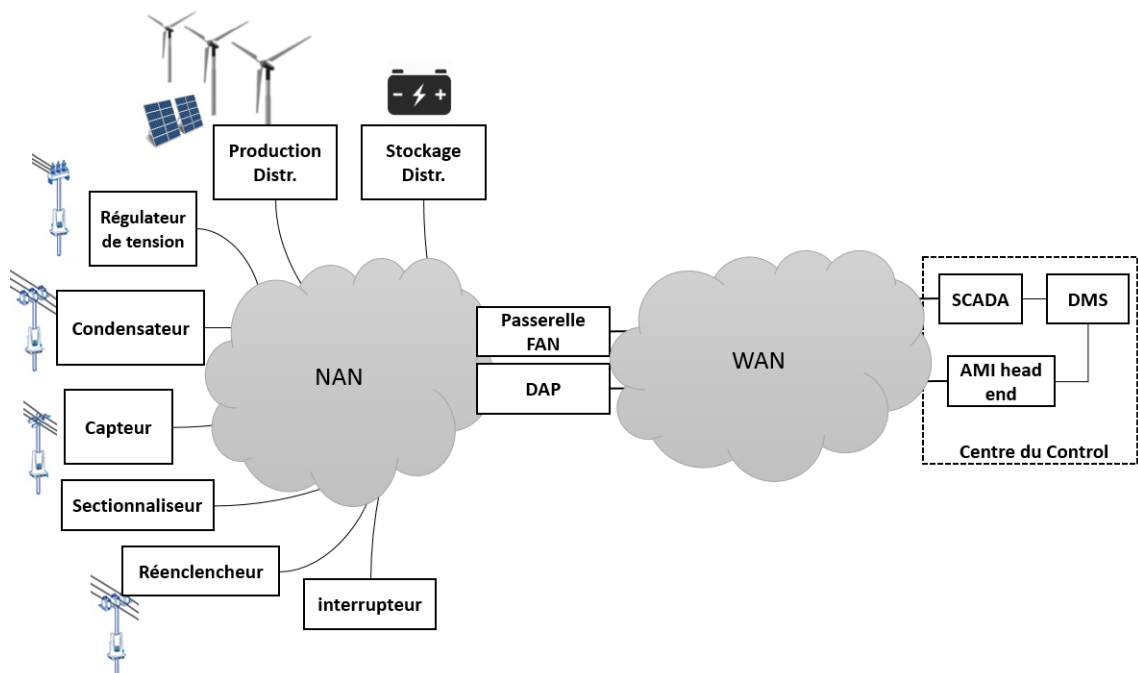 Production
Distr.
Stockage
Distr.
Régulateur
de tension
Condensateur
Capteur
Sectionnaliseur
Réenclencheur
interrupteur
NAN
Passerelle
FAN
DAP
WAN
SCADA
DMS
AMI head
end
Centre du Control